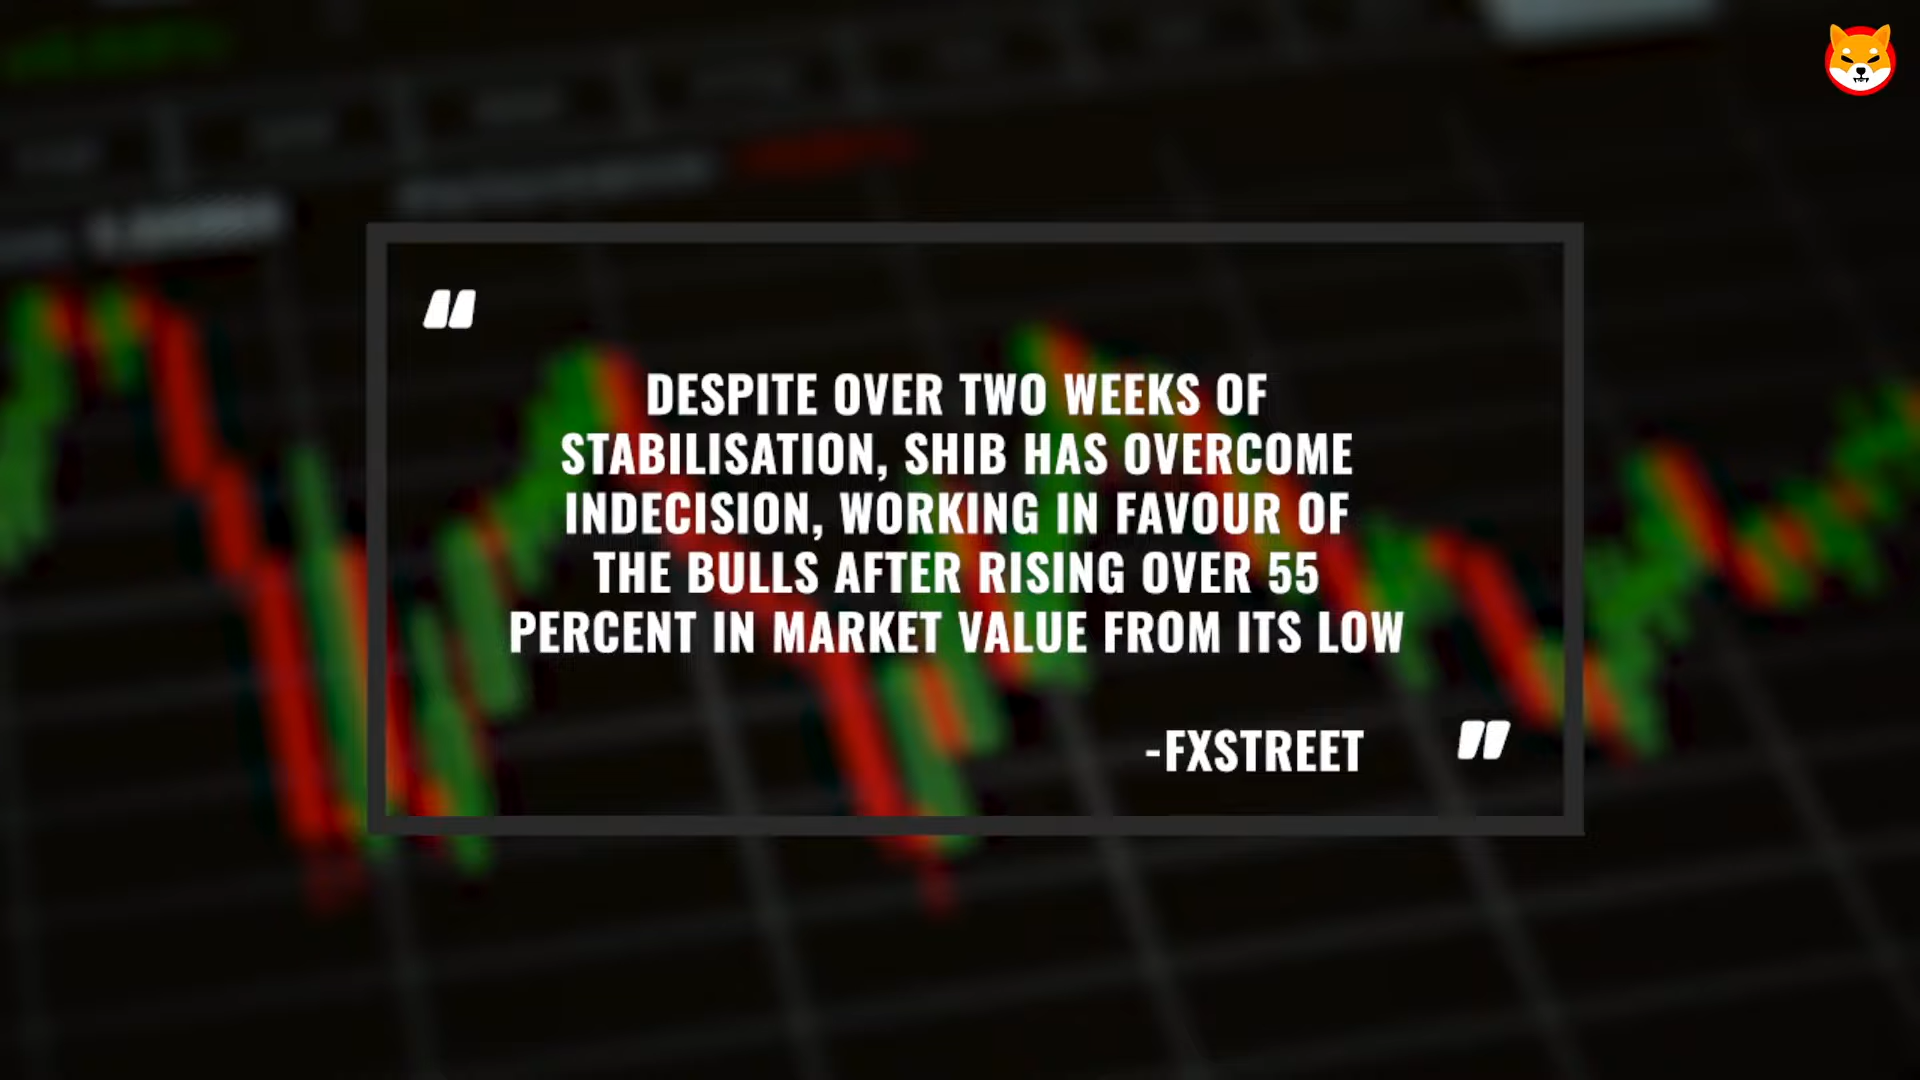 “
DESPITE OVER TWO WEEKS OF
STABILISATION, SHIB HAS OVERCOME
INDECISION, WORKING IN FAVOUR OF
THE BULLS AFTER RISING OVER 55
PERCENT IN MARKET VALUE FROM ITS LOW
-FXSTREET ”